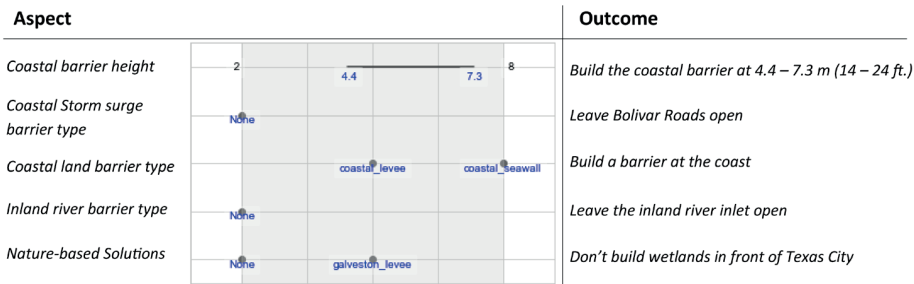 Aspect
Outcome
Coastal barrier height
2
4.4
7.3
8
Build the coastal barrier at 4.4 – 7.3 m (14 – 24 ft.)
Coastal Storm surge
barrier type
None
Leave Bolivar Roads open
Coastal land barrier type
coastal_levee
coastal_seawall
Build a barrier at the coast
Inland river barrier type
None
Leave the inland river inlet open
Nature-based Solutions
None
galveston_levee
Don't build wetlands in front of Texas City